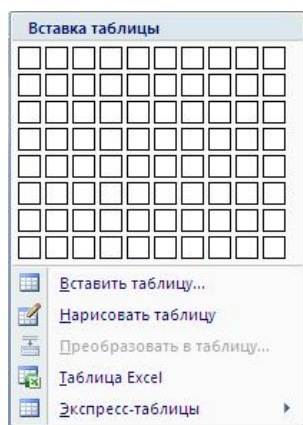 Вставка таблицы
Вставить таблицу...
Нарисовать таблицу
Преобразовать в таблицу...
Таблица Excel
Экспресс-таблицы